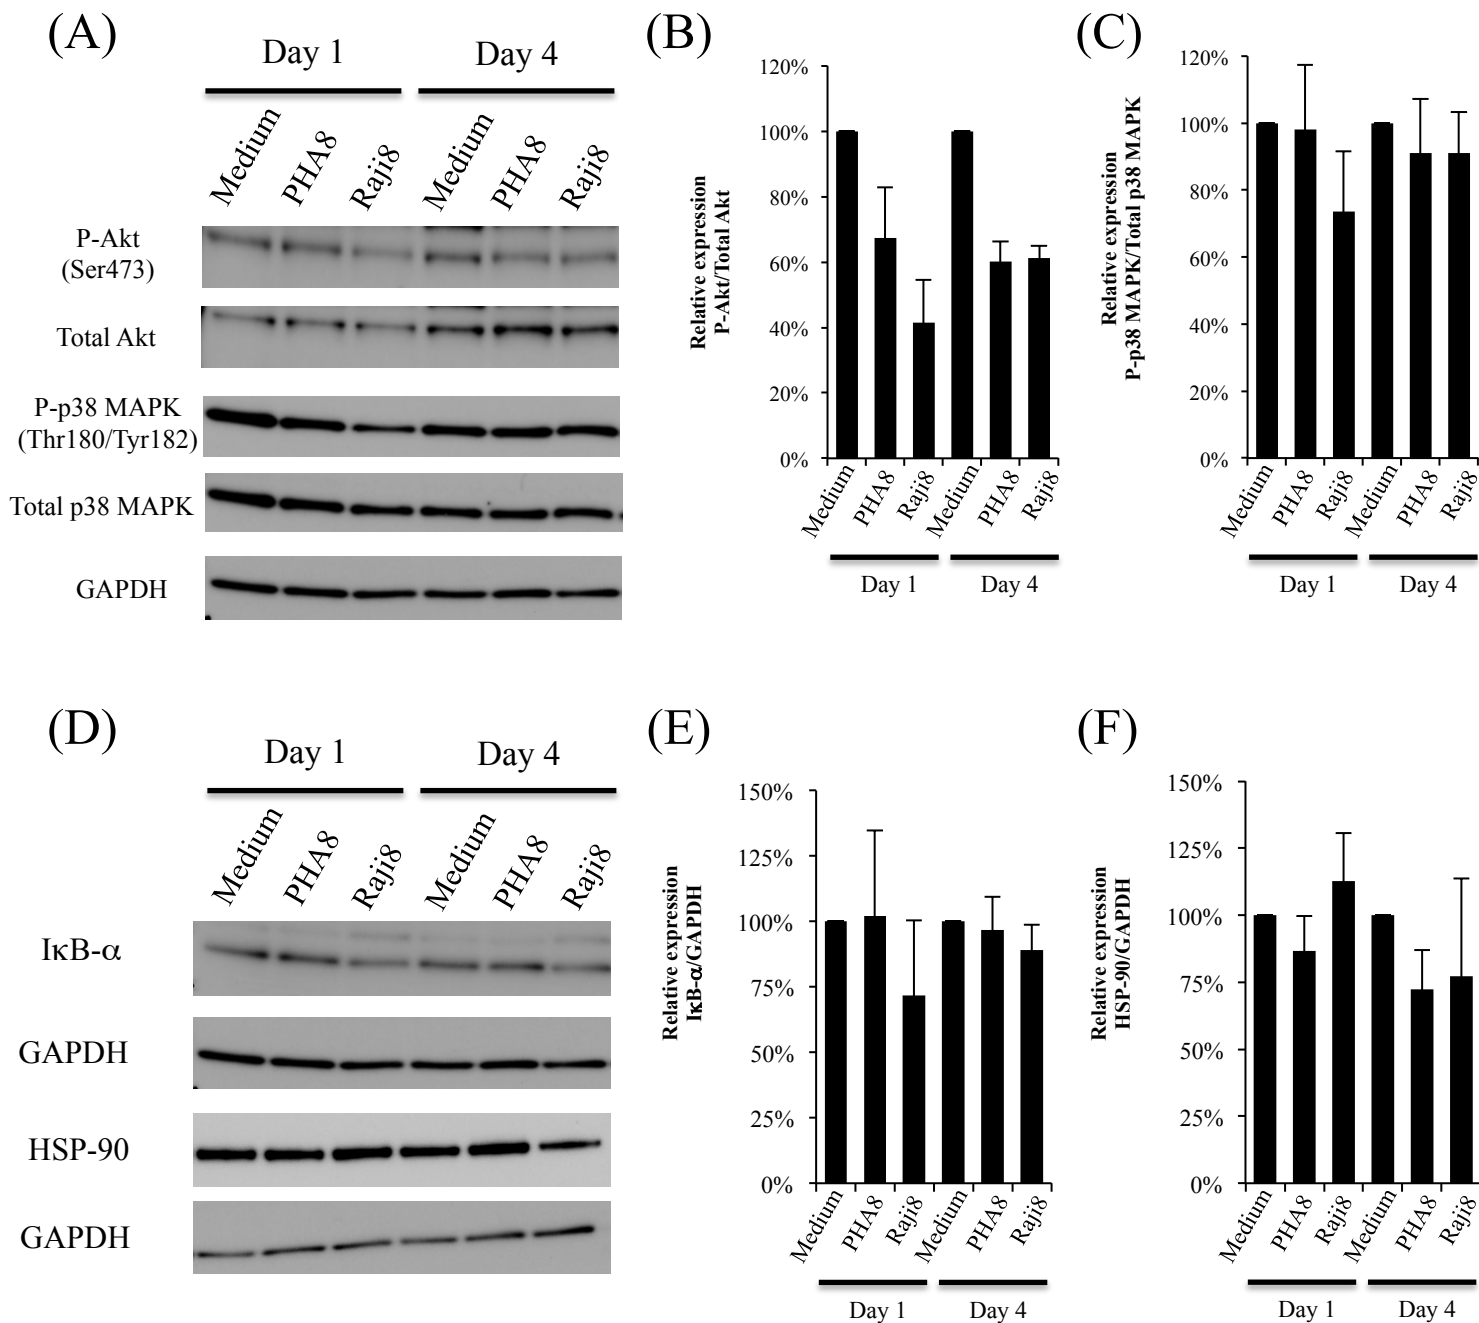 (A)
Day 1
Day 4
Medium
PHA8
Raji8
Medium
PHA8
Raji8
P-Akt
(Ser473)
Total Akt
P-p38 MAPK
(Thr180/Tyr182)
Total p38 MAPK
GAPDH
(B)
Relative expression
P-Akt/Total Akt
120%
100%
80%
60%
40%
20%
0%
Medium
PHA8
Raji8
Medium
PHA8
Raji8
Day 1
Day 4
(C)
Relative expression
P-p38 MAPK/Total p38 MAPK
120%
100%
80%
60%
40%
20%
0%
Medium
PHA8
Raji8
Medium
PHA8
Raji8
Day 1
Day 4
(D)
Day 1
Day 4
Medium
PHA8
Raji8
Medium
PHA8
Raji8
IκB-α
GAPDH
HSP-90
GAPDH
(E)
Relative expression
IκB-α/GAPDH
150%
125%
100%
75%
50%
25%
0%
Medium
PHA8
Raji8
Medium
PHA8
Raji8
Day 1
Day 4
(F)
Relative expression
HSP-90/GAPDH
150%
125%
100%
75%
50%
25%
0%
Medium
PHA8
Raji8
Medium
PHA8
Raji8
Day 1
Day 4